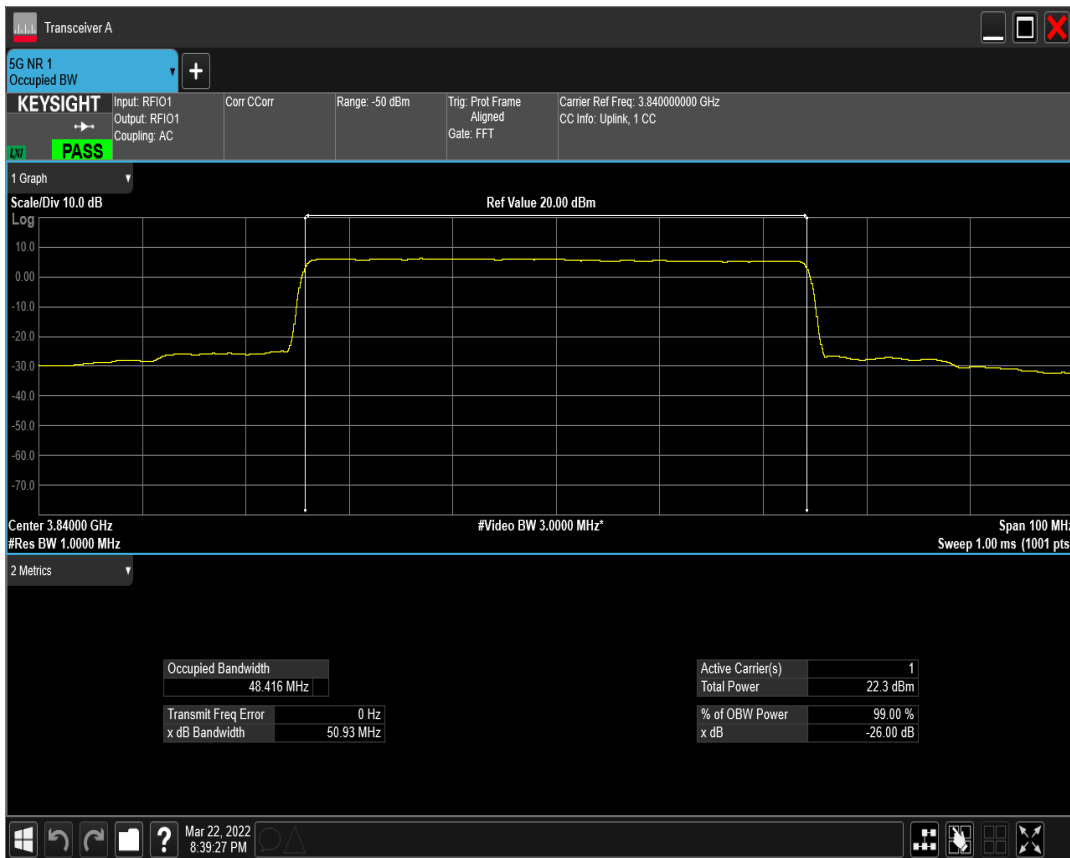 Transceiver A
5G NR 1
Occupied BW
KEYSIGHT
LXI
PASS
Input: RFIO1
Output: RFIO1
Coupling: AC
Corr CCorr
Range: -50 dBm
Trig: Prot Frame
Aligned
Gate: FFT
Carrier Ref Freq: 3.840000000 GHz
CC Info: Uplink, 1 CC
1 Graph
Scale/Div 10.0 dB
Ref Value 20.00 dBm
Log
10.0
0.00
-10.0
-20.0
-30.0
-40.0
-50.0
-60.0
-70.0
Center 3.84000 GHz
#Video BW 3.0000 MHz*
Span 100 MHz
#Res BW 1.0000 MHz
Sweep 1.00 ms (1001 pts
2 Metrics
Occupied Bandwidth
48.416 MHz
Transmit Freq Error 0 Hz
x dB Bandwidth 50.93 MHz
Active Carrier(s) 1
Total Power 22.3 dBm
% of OBW Power 99.00 %
x dB -26.00 dB
?
Mar 22, 2022
8:39:27 PM